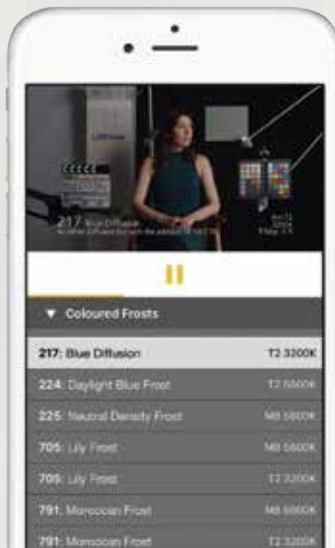 217 Blue Diffusion
▼ Coloured Frosts
217: Blue Diffusion T2 3200K
224: Daylight Blue Frost T2 5600K
225: Neutral Density Frost M8 5600K
705: Lily Frost M8 5600K
705: Lily Frost T2 3200K
791: Moroccan Frost M8 5600K
791: Moroccan Frost T2 3200K